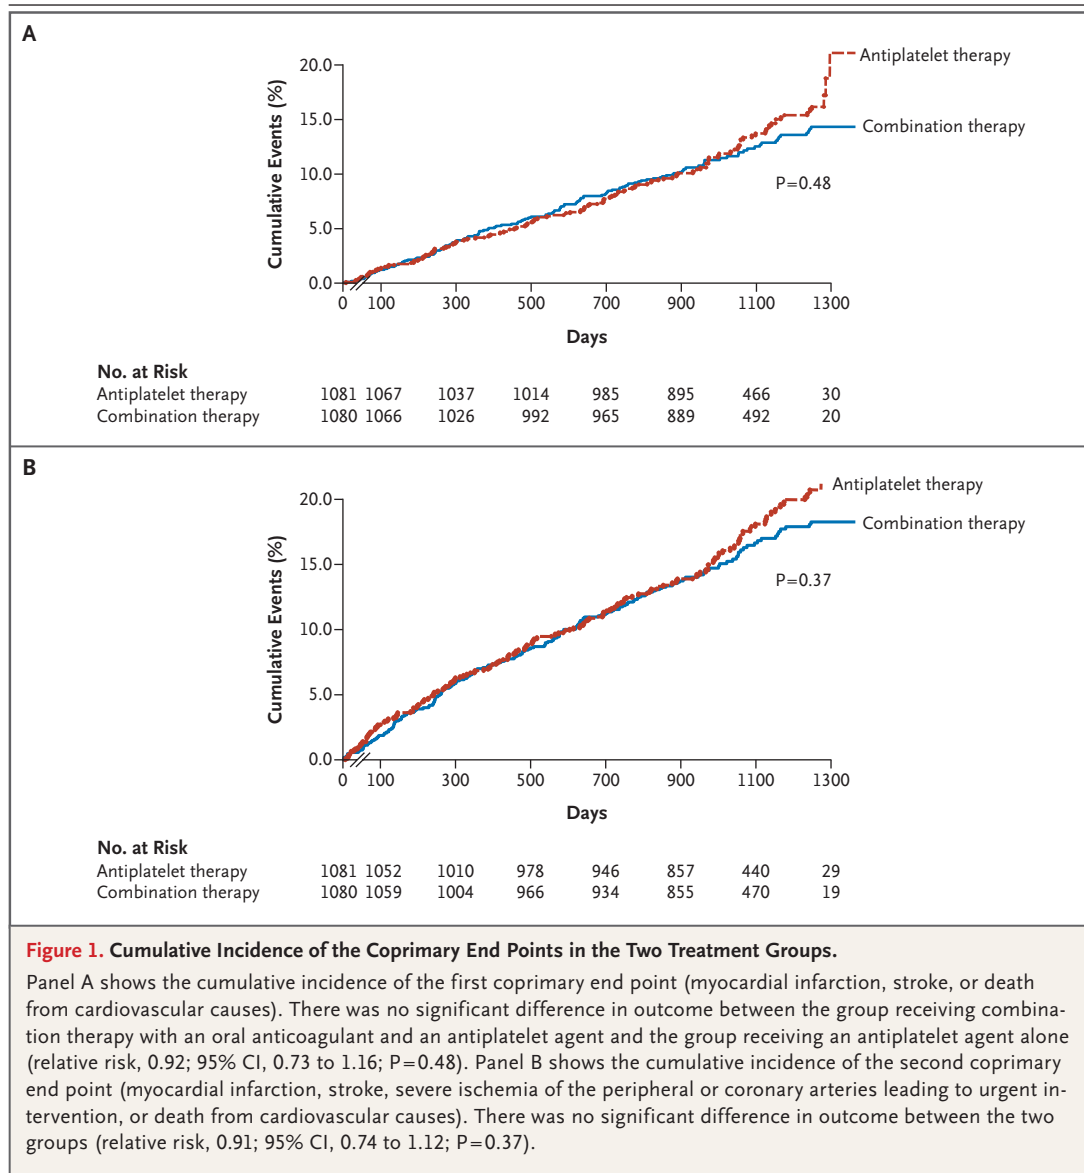 A
20.0
15.0
10.0
5.0
0.0
Cumulative Events (%)
Antiplatelet therapy
Combination therapy
P=0.48
0 100 300 500 700 900 1100 1300
Days
No. at Risk
Antiplatelet therapy 1081 1067 1037 1014 985 895 466 30
Combination therapy 1080 1066 1026 992 965 889 492 20
B
20.0
15.0
10.0
5.0
0.0
Cumulative Events (%)
Antiplatelet therapy
Combination therapy
P=0.37
0 100 300 500 700 900 1100 1300
Days
No. at Risk
Antiplatelet therapy 1081 1052 1010 978 946 857 440 29
Combination therapy 1080 1059 1004 966 934 855 470 19
Figure 1. Cumulative Incidence of the Coprimary End Points in the Two Treatment Groups.
Panel A shows the cumulative incidence of the first coprimary end point (myocardial infarction, stroke, or death
from cardiovascular causes). There was no significant difference in outcome between the group receiving combina-
tion therapy with an oral anticoagulant and an antiplatelet agent and the group receiving an antiplatelet agent alone
(relative risk, 0.92; 95% CI, 0.73 to 1.16; P=0.48). Panel B shows the cumulative incidence of the second coprimary
end point (myocardial infarction, stroke, severe ischemia of the peripheral or coronary arteries leading to urgent in-
tervention, or death from cardiovascular causes). There was no significant difference in outcome between the two
groups (relative risk, 0.91; 95% CI, 0.74 to 1.12; P=0.37).